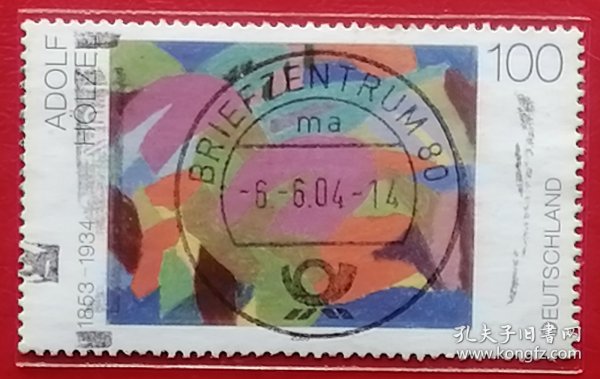 ADOLF
HÖLZEL
1853-1934
100
DEUTSCHLAND
BRIEFZENTRUM 80
ma
-6.-6.04-14
孔夫子旧书网
www.kongfz.com